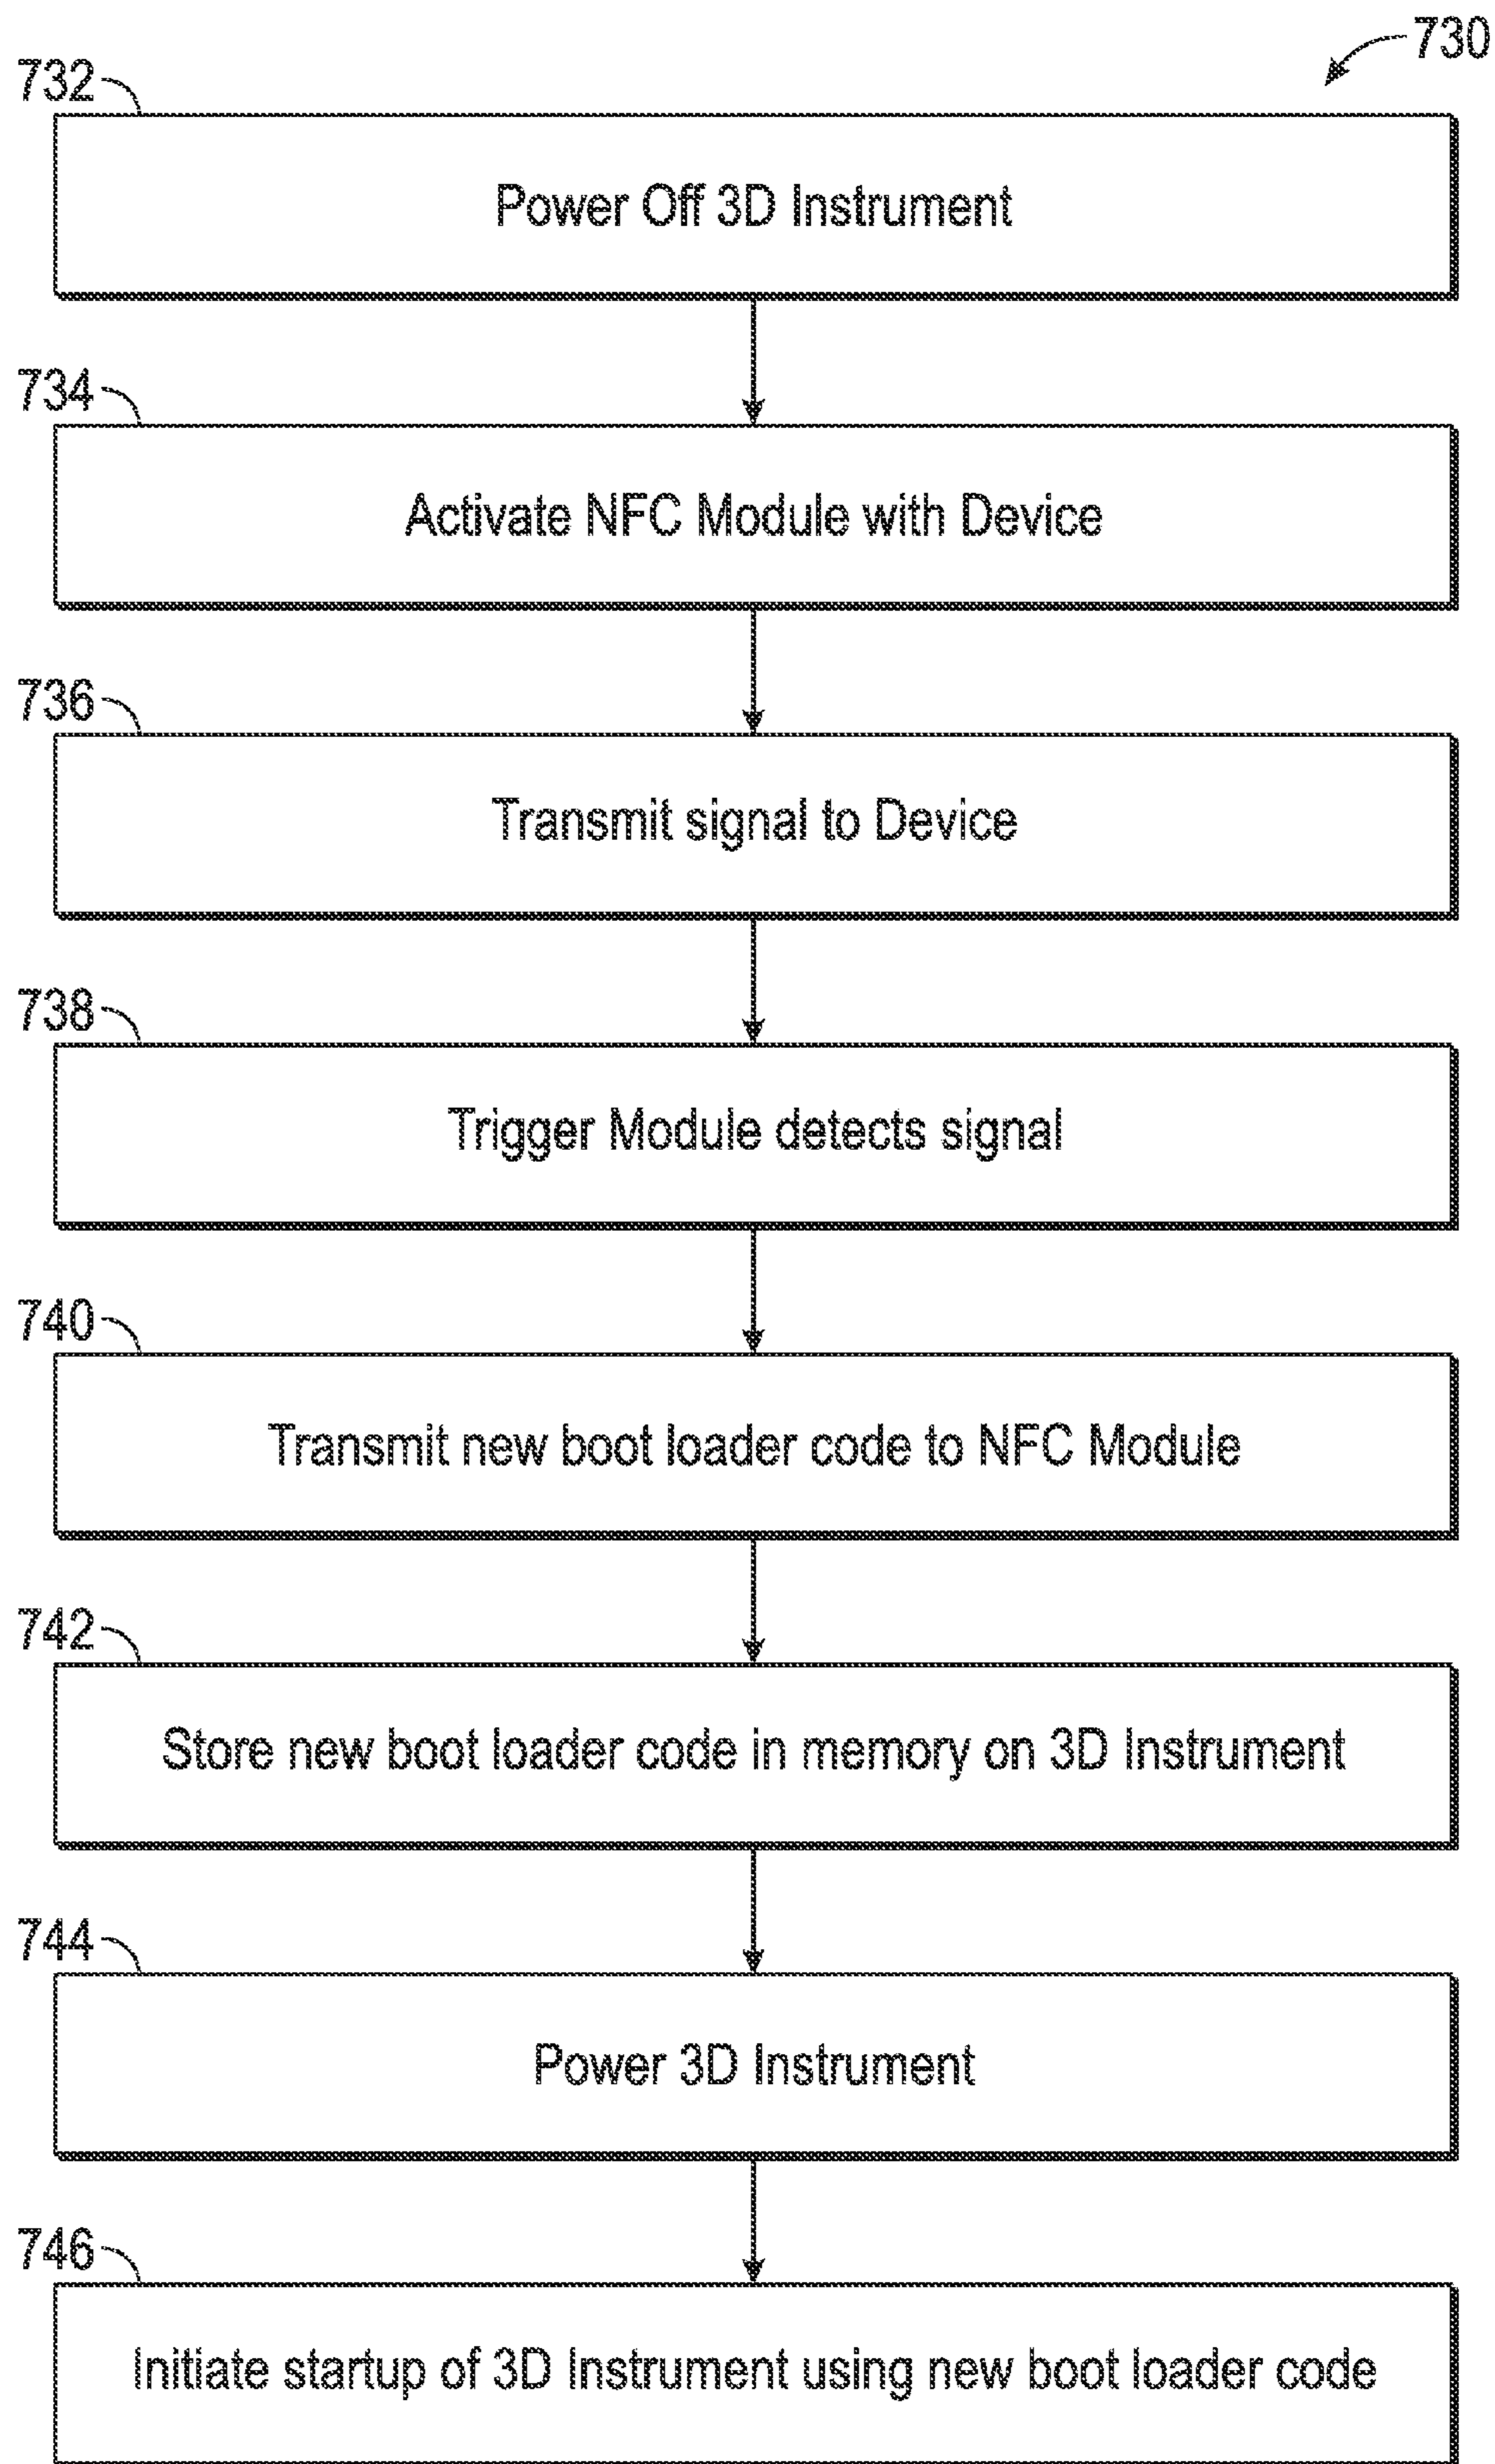 730
732
Power Off 3D Instrument
734
Activate NFC Module with Device
736
Transmit signal to Device
738
Trigger Module detects signal
740
Transmit new boot loader code to NFC Module
742
Store new boot loader code in memory on 3D Instrument
744
Power 3D Instrument
746
Initiate startup of 3D Instrument using new boot loader code